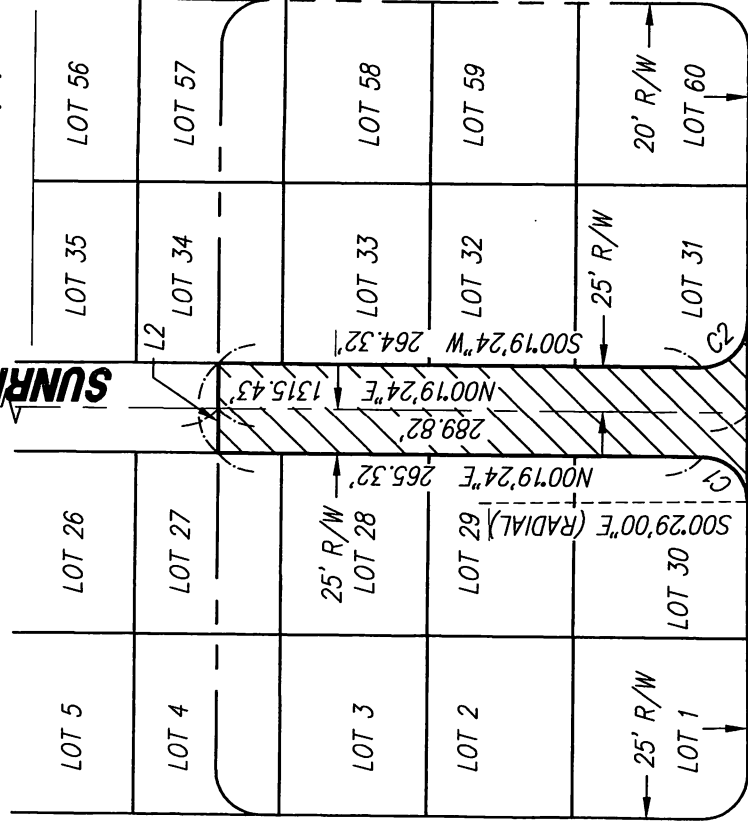 LOT 5
LOT 26
LOT 35
LOT 56
LOT 4
LOT 27
L2
LOT 34
LOT 57
LOT 3
25' R/W
LOT 28
LOT 33
LOT 58
LOT 2
LOT 29
LOT 32
LOT 59
25' R/W
LOT 1
LOT 30
25' R/W
LOT 31
20' R/W
LOT 60
C1
C2
S00°29'00"E (RADIAL)
N00°19'24"E 265.32'
289.82'
N00°19'24"E 1315.43'
S00°19'24"W 264.32'